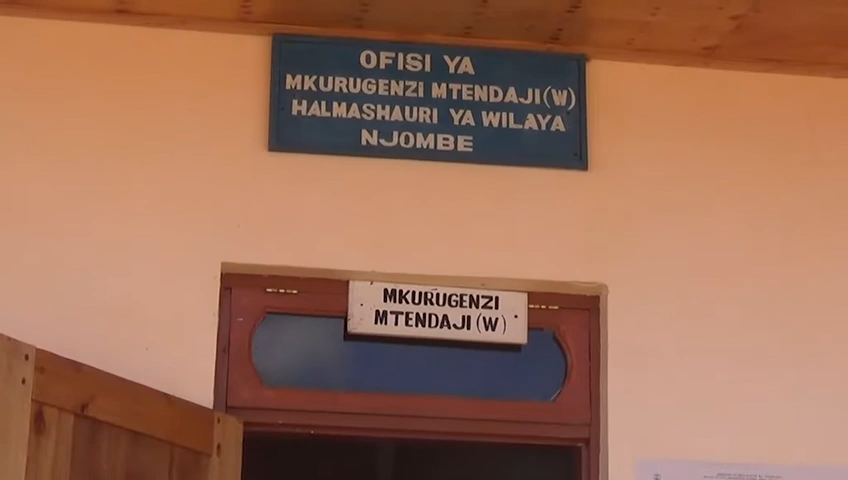 OFISI YA
MKURUGENZI MTENDAJI(W)
HALMASHAURI YA WILAYA
NJOMBE
MKURUGENZI
MTENDAJI(W)